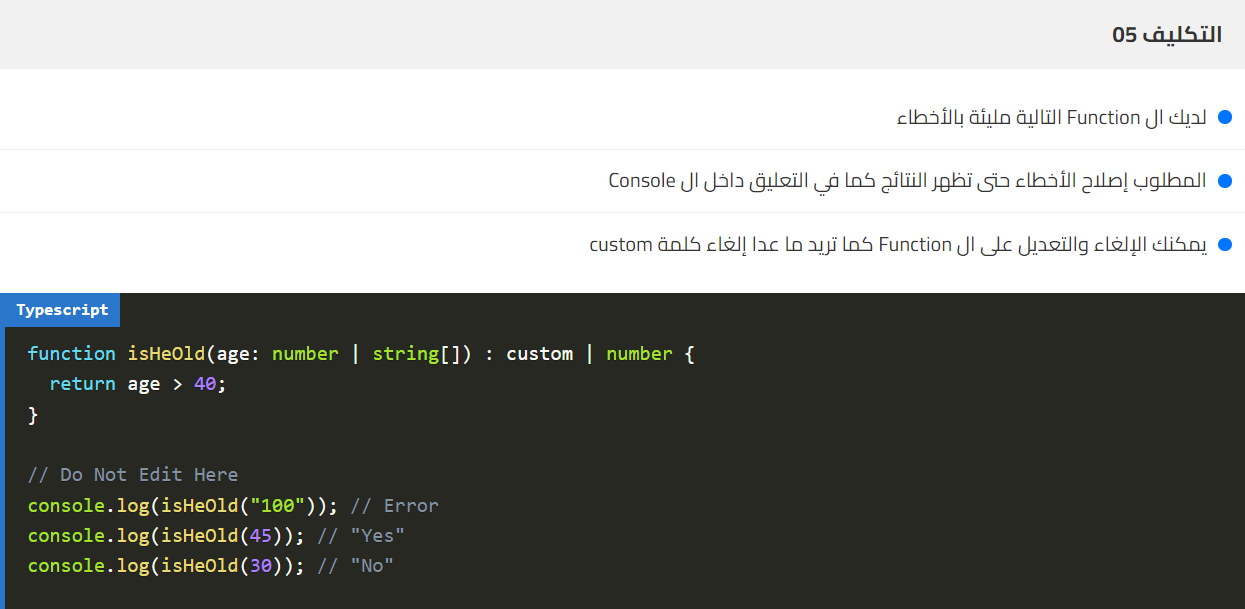 التكليف 05
لديك ال Function التالية مليئة بالأخطاء
المطلوب إصلاح الأخطاء حتى تظهر النتائج كما في التعليق داخل ال Console
يمكنك الإلغاء والتعديل على ال Function كما تريد ما عدا إلغاء كلمة custom
Typescript
function isHeOld(age: number | string[]) : custom | number {
  return age > 40;
}
// Do Not Edit Here
console.log(isHeOld("100")); // Error
console.log(isHeOld(45)); // "Yes"
console.log(isHeOld(30)); // "No"